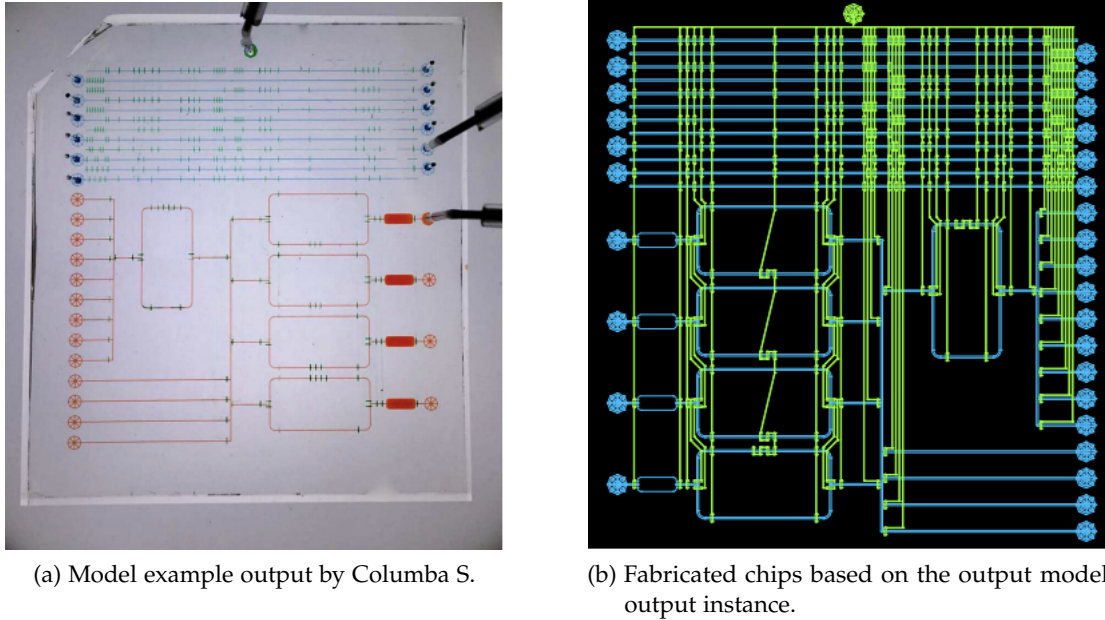 (a) Model example output by Columba S.
(b) Fabricated chips based on the output model
output instance.